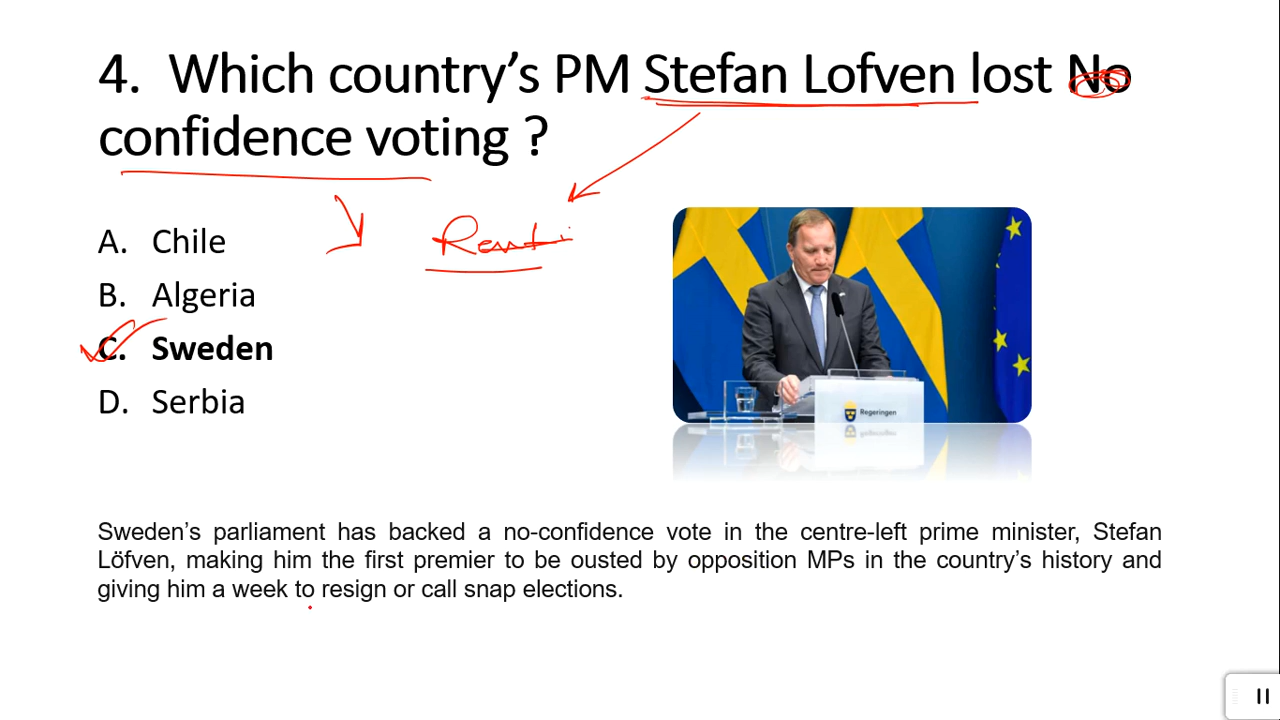 4. Which country’s PM Stefan Lofven lost No
confidence voting ?
A. Chile
B. Algeria
C. Sweden
D. Serbia
Regeringen
Sweden’s parliament has backed a no-confidence vote in the centre-left prime minister, Stefan
Löfven, making him the first premier to be ousted by opposition MPs in the country’s history and
giving him a week to resign or call snap elections.